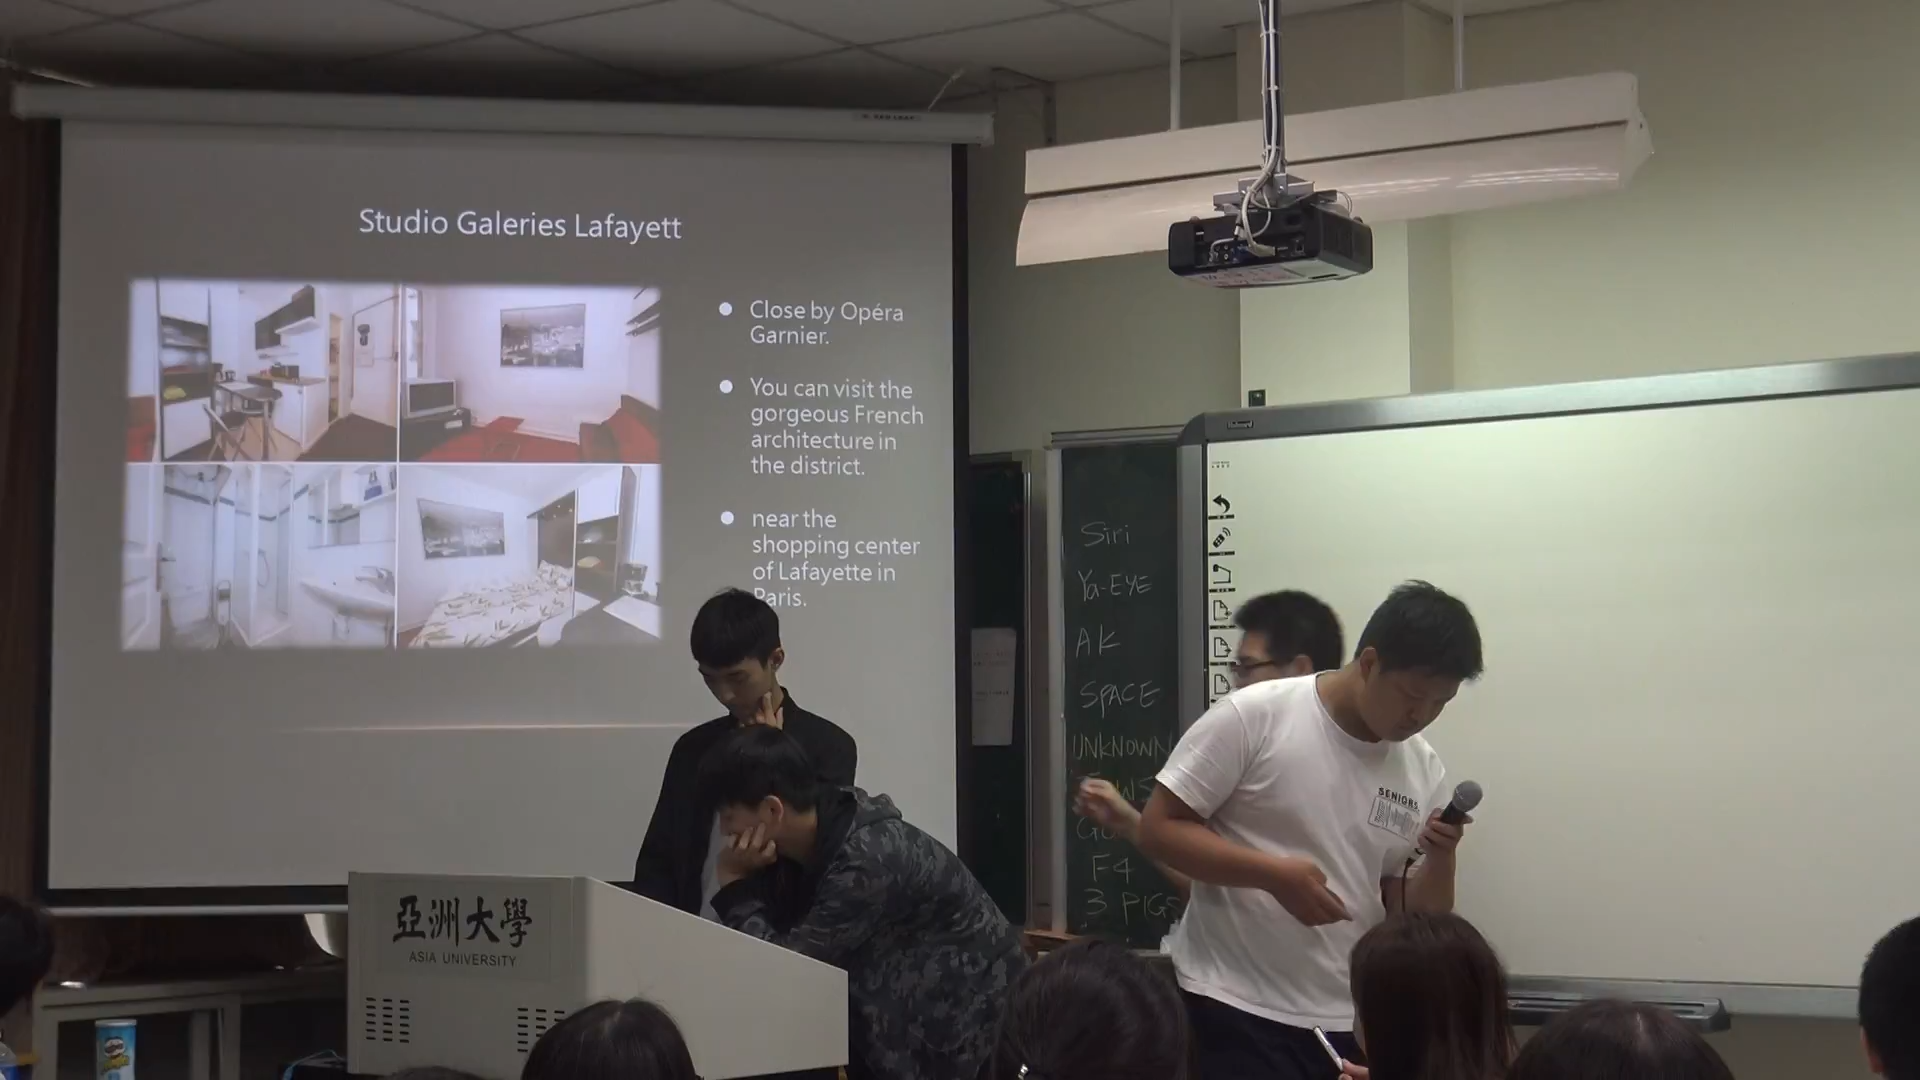 Studio Galeries Lafayett
Close by Opéra
Garnier.
You can visit the
gorgeous French
architecture in
the district.
near the
shopping center
of Lafayette in
Paris.
Siri
Ya-EYE
AK
SPACE
UNKNOWN
F4
3 PIGS
SENIORS
亞洲大學
ASIA UNIVERSITY